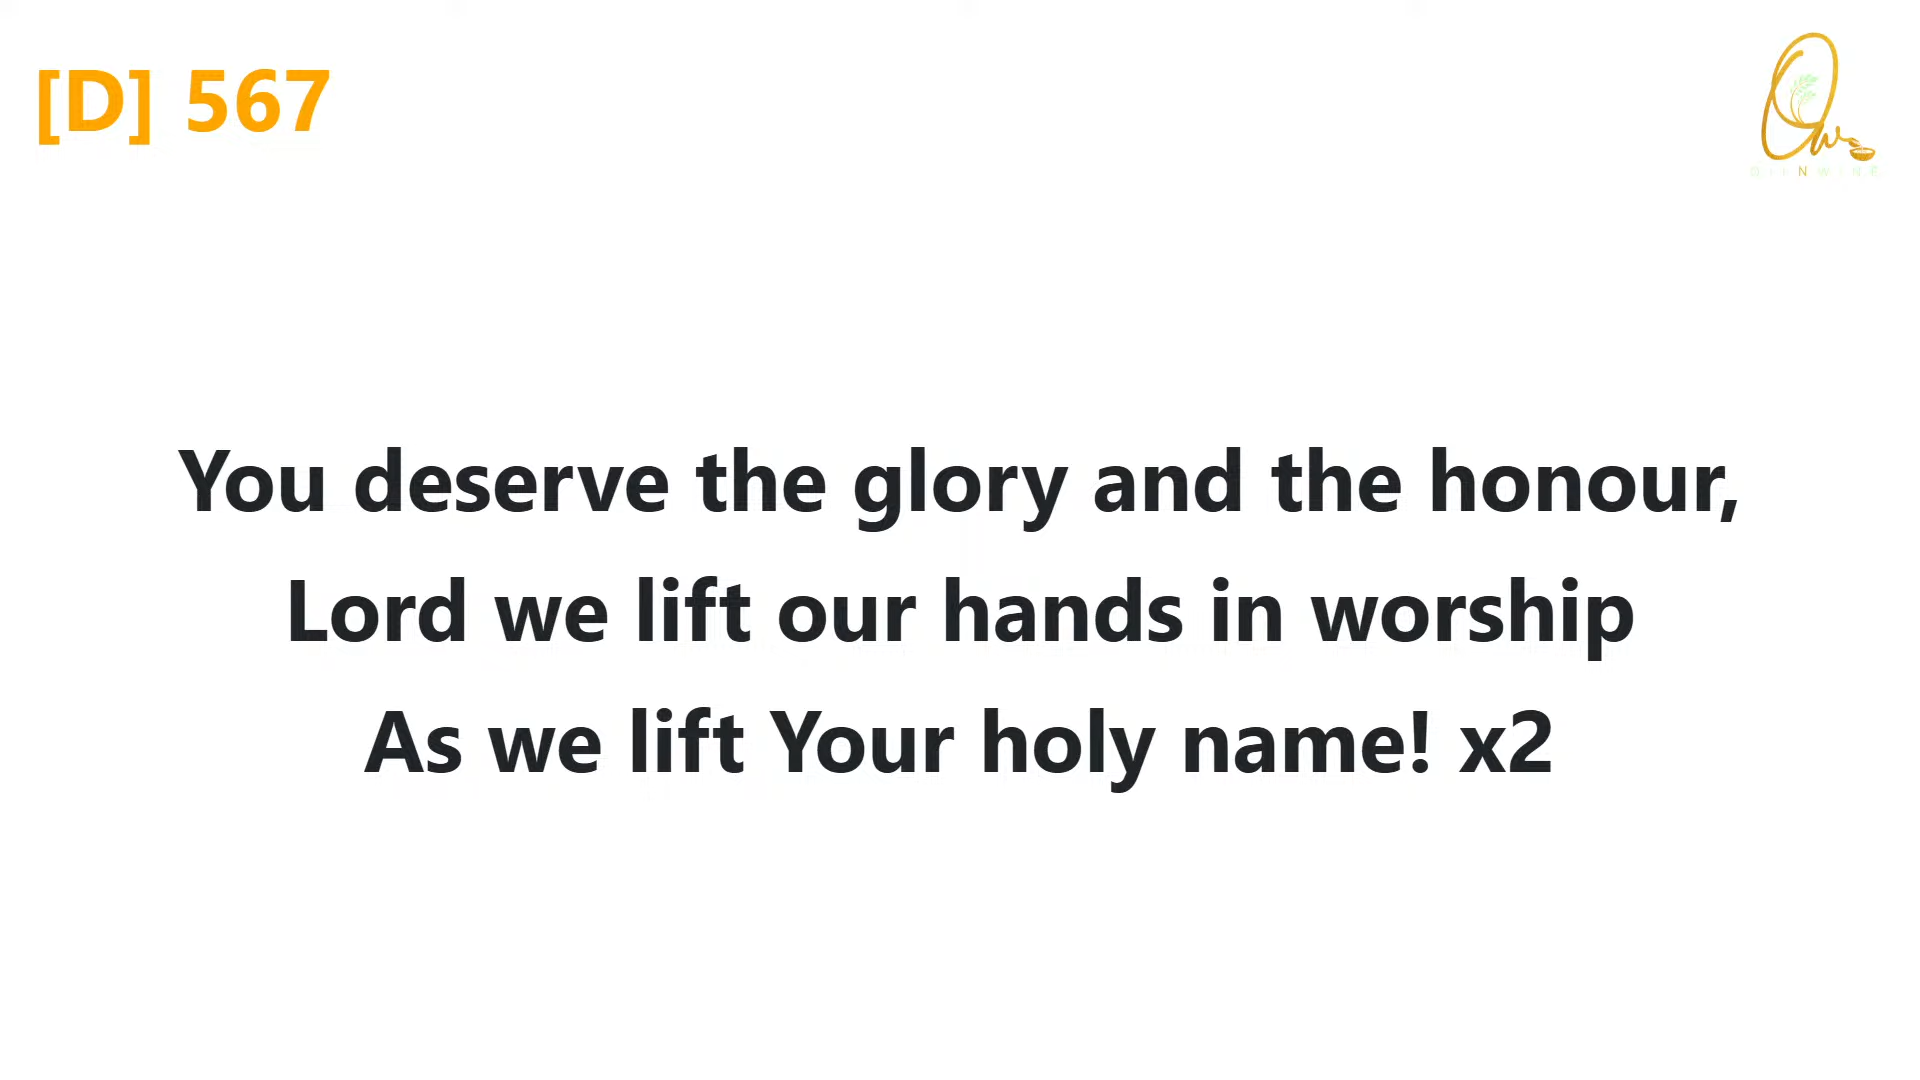 [D] 567
OILNWINE
You deserve the glory and the honour,
Lord we lift our hands in worship
As we lift Your holy name! x2